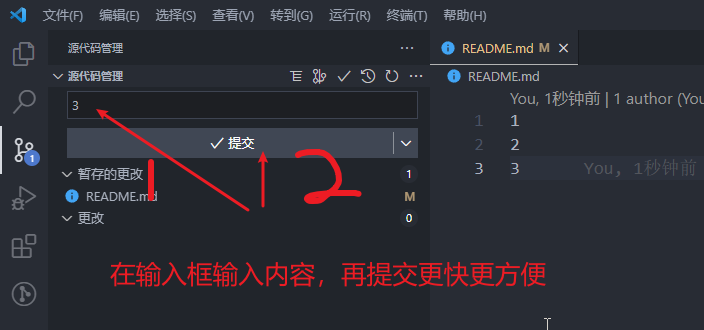 文件(F) 编辑(E) 选择(S) 查看(V) 转到(G) 运行(R) 终端(T) 帮助(H)
源代码管理
README.md M
源代码管理
README.md
3
You, 1秒钟前 | 1 author (You
1 1
✓ 提交
2 2
暂存的更改 1
3 3 You, 1秒钟前
README.md M
更改 0
1
1 2
在输入框输入内容，再提交更快更方便